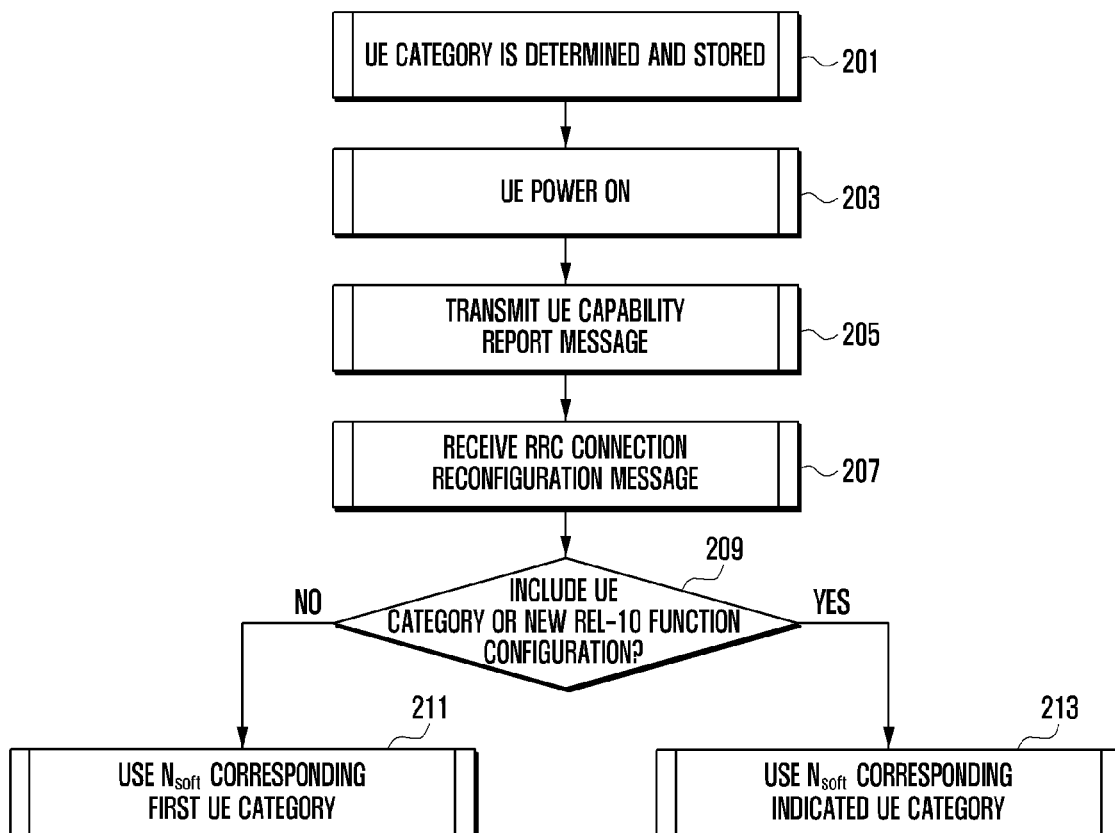 UE CATEGORY IS DETERMINED AND STORED
201
UE POWER ON
203
TRANSMIT UE CAPABILITY
REPORT MESSAGE
205
RECEIVE RRC CONNECTION
RECONFIGURATION MESSAGE
207
209
INCLUDE UE
CATEGORY OR NEW REL-10 FUNCTION
CONFIGURATION?
NO
YES
211
USE Nsoft CORRESPONDING
FIRST UE CATEGORY
213
USE Nsoft CORRESPONDING
INDICATED UE CATEGORY